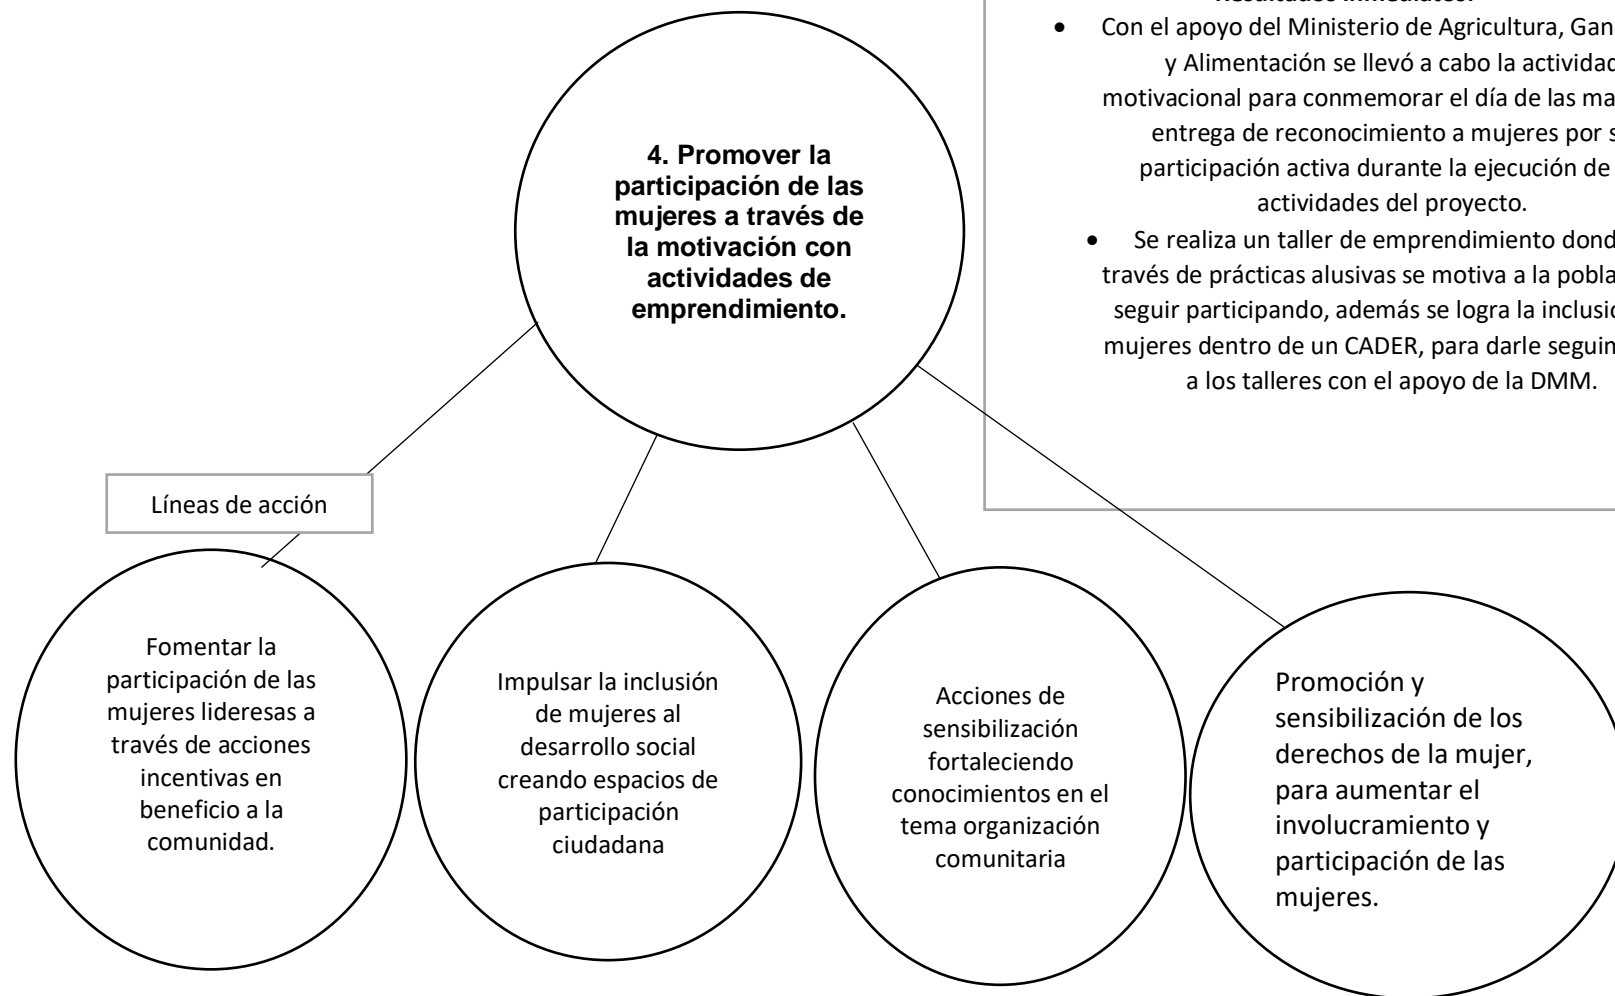 Resultados inmediatos:
• Con el apoyo del Ministerio de Agricultura,
y Alimentación se llevó a cabo la
motivacional para conmemorar el día de las
entrega de reconocimiento a mujeres por
participación activa durante la ejecución de
actividades del proyecto.
• Se realiza un taller de emprendimiento
través de prácticas alusivas se motiva a la
seguir participando, además se logra la
mujeres dentro de un CADER, para darle
a los talleres con el apoyo de la DMM.
4. Promover la
participación de las
mujeres a través de
la motivación con
actividades de
emprendimiento.
Líneas de acción
Fomentar la
participación de las
mujeres lideresas a
través de acciones
incentivas en
beneficio a la
comunidad.
Impulsar la inclusión
de mujeres al
desarrollo social
creando espacios de
participación
ciudadana
Acciones de
sensibilización
fortaleciendo
conocimientos en el
tema organización
comunitaria
Promoción y
sensibilización de los
derechos de la mujer,
para aumentar el
involucramiento y
participación de las
mujeres.